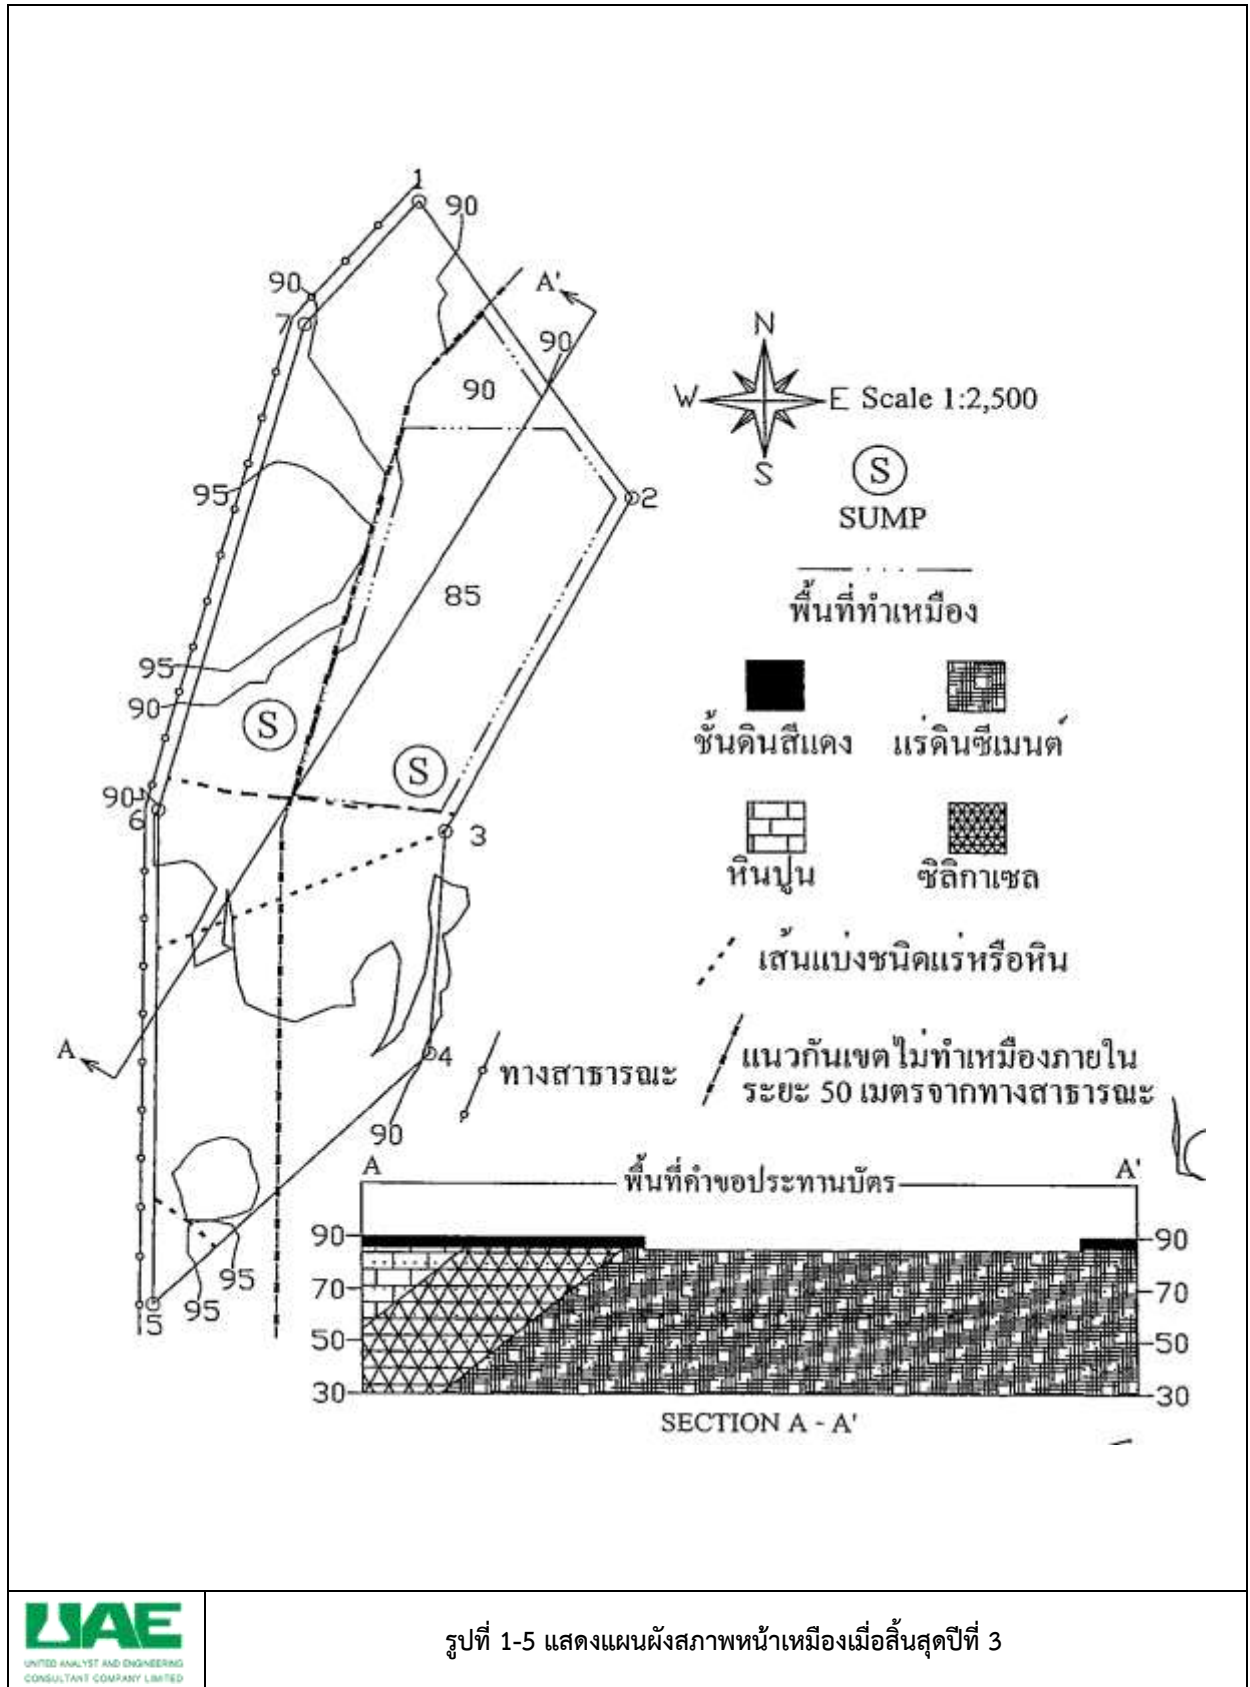 1
90
A'
90
7
90
90
N
W
E Scale 1:2,500
S
S
SUMP
95
2
85
พื้นที่ทำเหมือง
95
90
S
ชั้นดินสีแดง
แร่ดินซีเมนต์
S
90
6
3
หินปูน
ซิลิกาเซล
เส้นแบ่งชนิดแร่หรือหิน
A
4
ทางสาธารณะ
แนวกันเขตไม่ทำเหมืองภายใน
ระยะ 50 เมตรจากทางสาธารณะ
90
A
พื้นที่คำขอประทานบัตร
A'
90
90
95
95
5
70
70
50
50
30
30
SECTION A - A'
UAE
UNITED ANALYST AND ENGINEERING
CONSULTANT COMPANY LIMITED
รูปที่ 1-5 แสดงแผนผังสภาพหน้าเหมืองเมื่อสิ้นสุดปีที่ 3